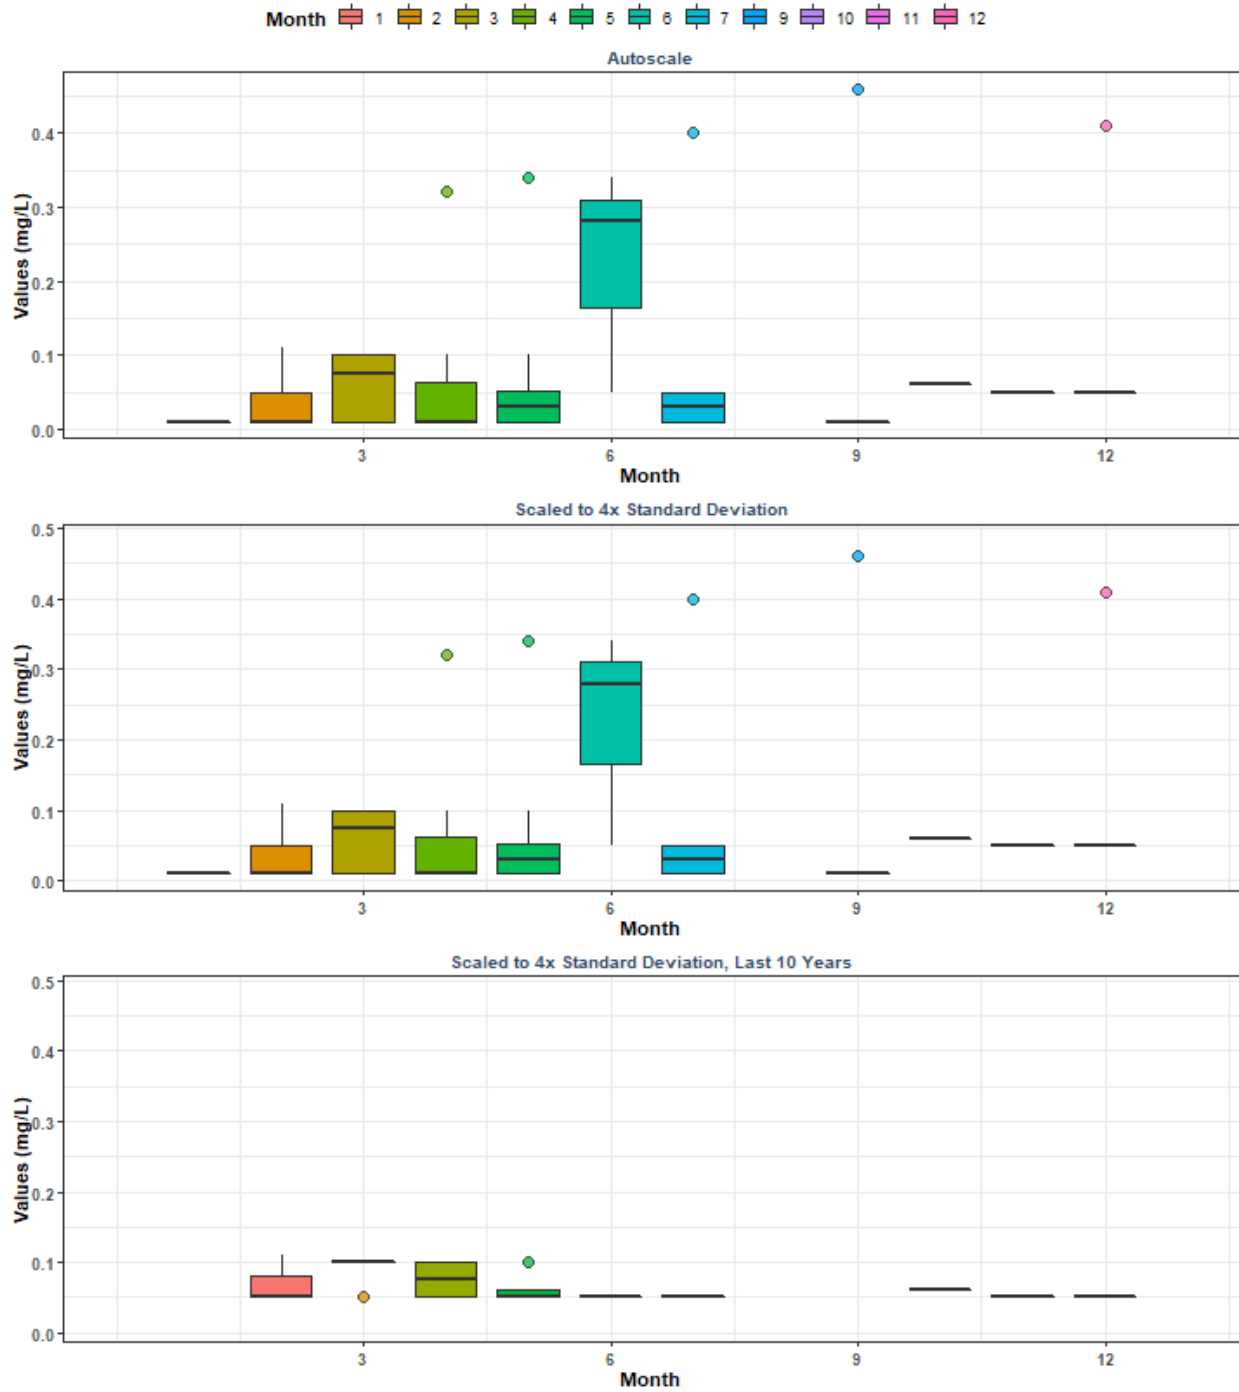 Month 1 2 3 4 5 6 7 9 10 11 12
Autoscale
Values (mg/L)
0.4
0.3
0.2
0.1
0.0
3 6 9 12
Month
Scaled to 4x Standard Deviation
Values (mg/L)
0.5
0.4
0.3
0.2
0.1
0.0
3 6 9 12
Month
Scaled to 4x Standard Deviation, Last 10 Years
Values (mg/L)
0.5
0.4
0.3
0.2
0.1
0.0
3 6 9 12
Month